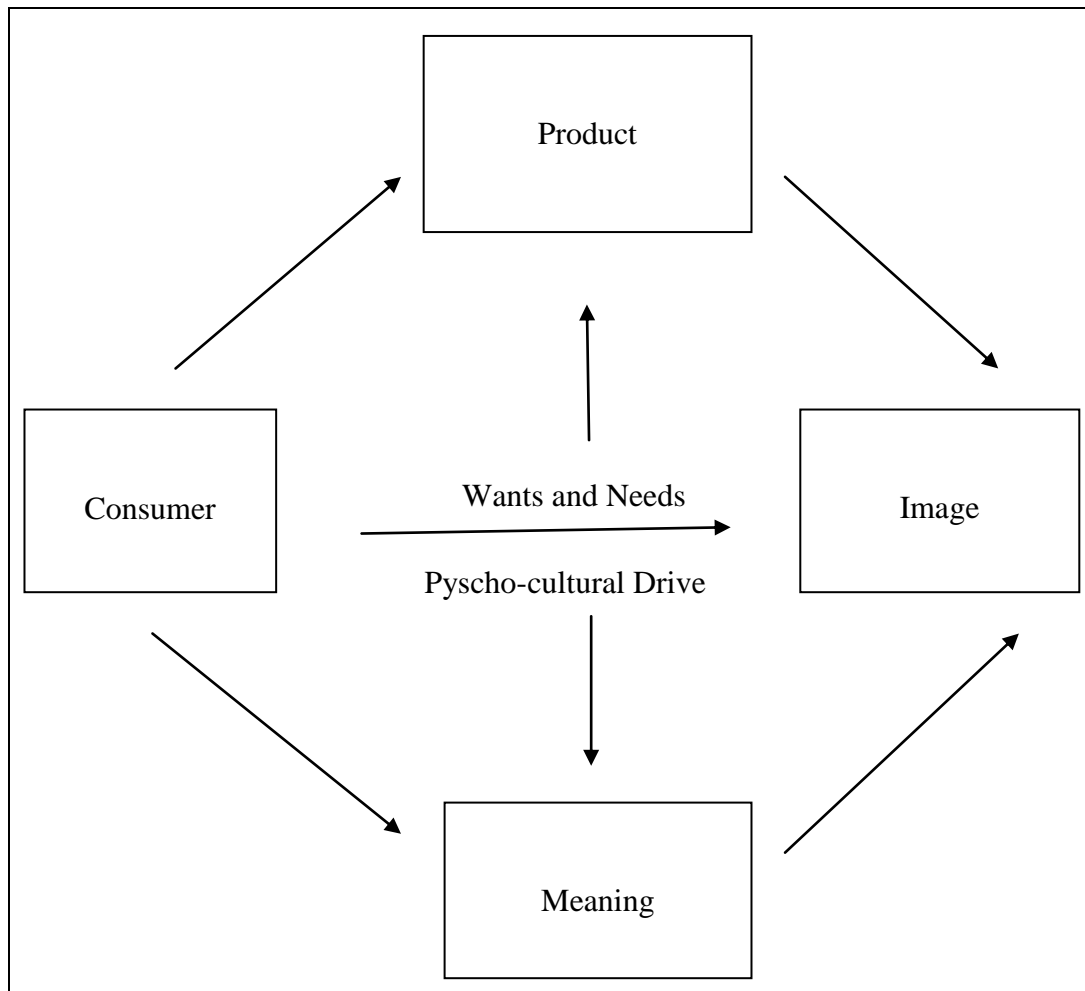 Product
Wants and Needs
Consumer
Image
Pyscho-cultural Drive
Meaning